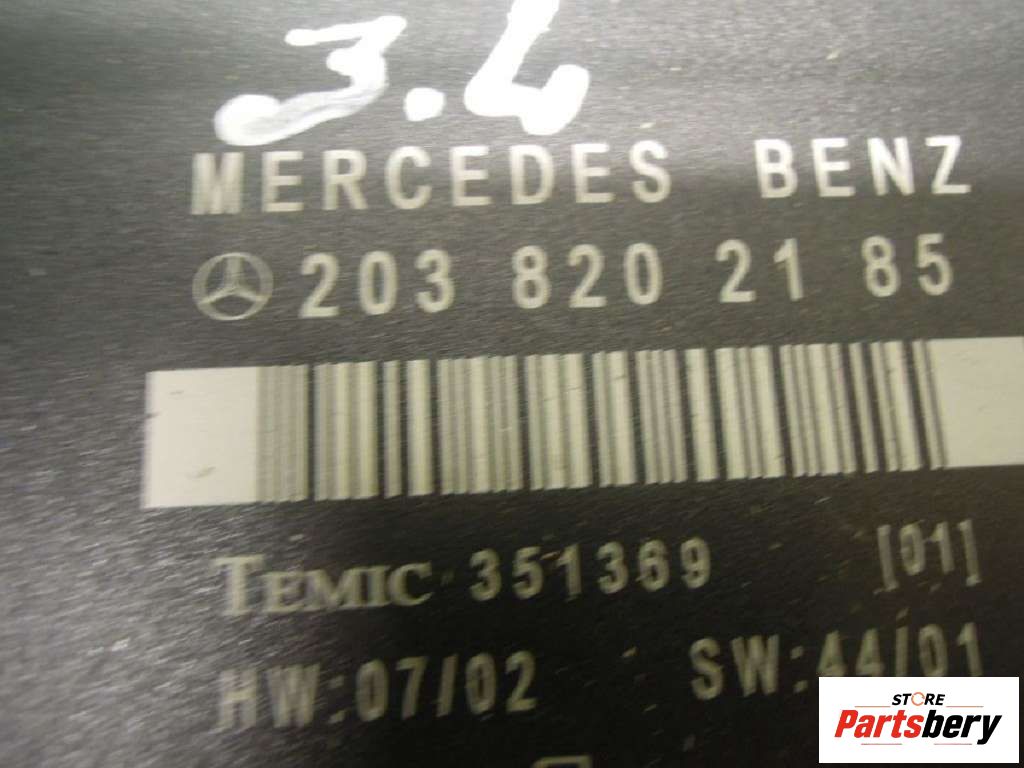 3.4
MERCEDES BENZ
203 820 21 85
TEMIC 351369 [01]
HW:07/02 SW:44/01
STORE
Partsbery